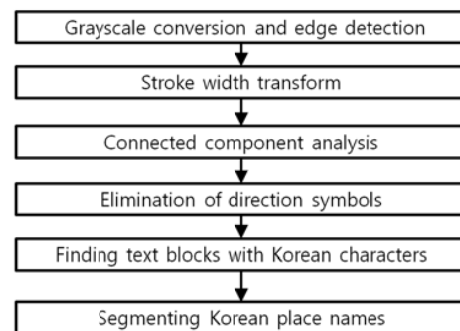 Grayscale conversion and edge detection
Stroke width transform
Connected component analysis
Elimination of direction symbols
Finding text blocks with Korean characters
Segmenting Korean place names